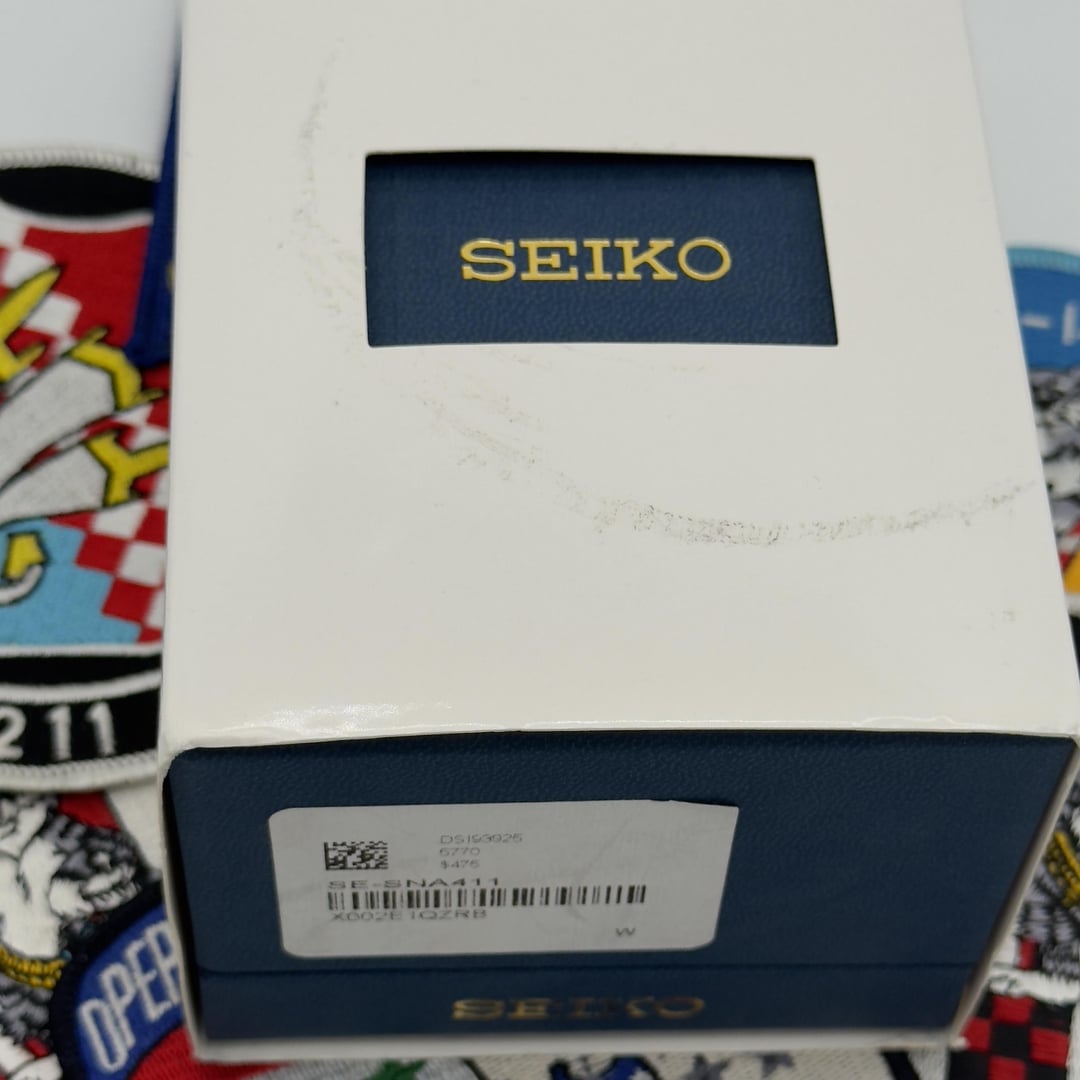 SEIKO
211
DSI93925
5770
$475
SE-SNA411
X002E1QZRB
W
SEIKO
OPER